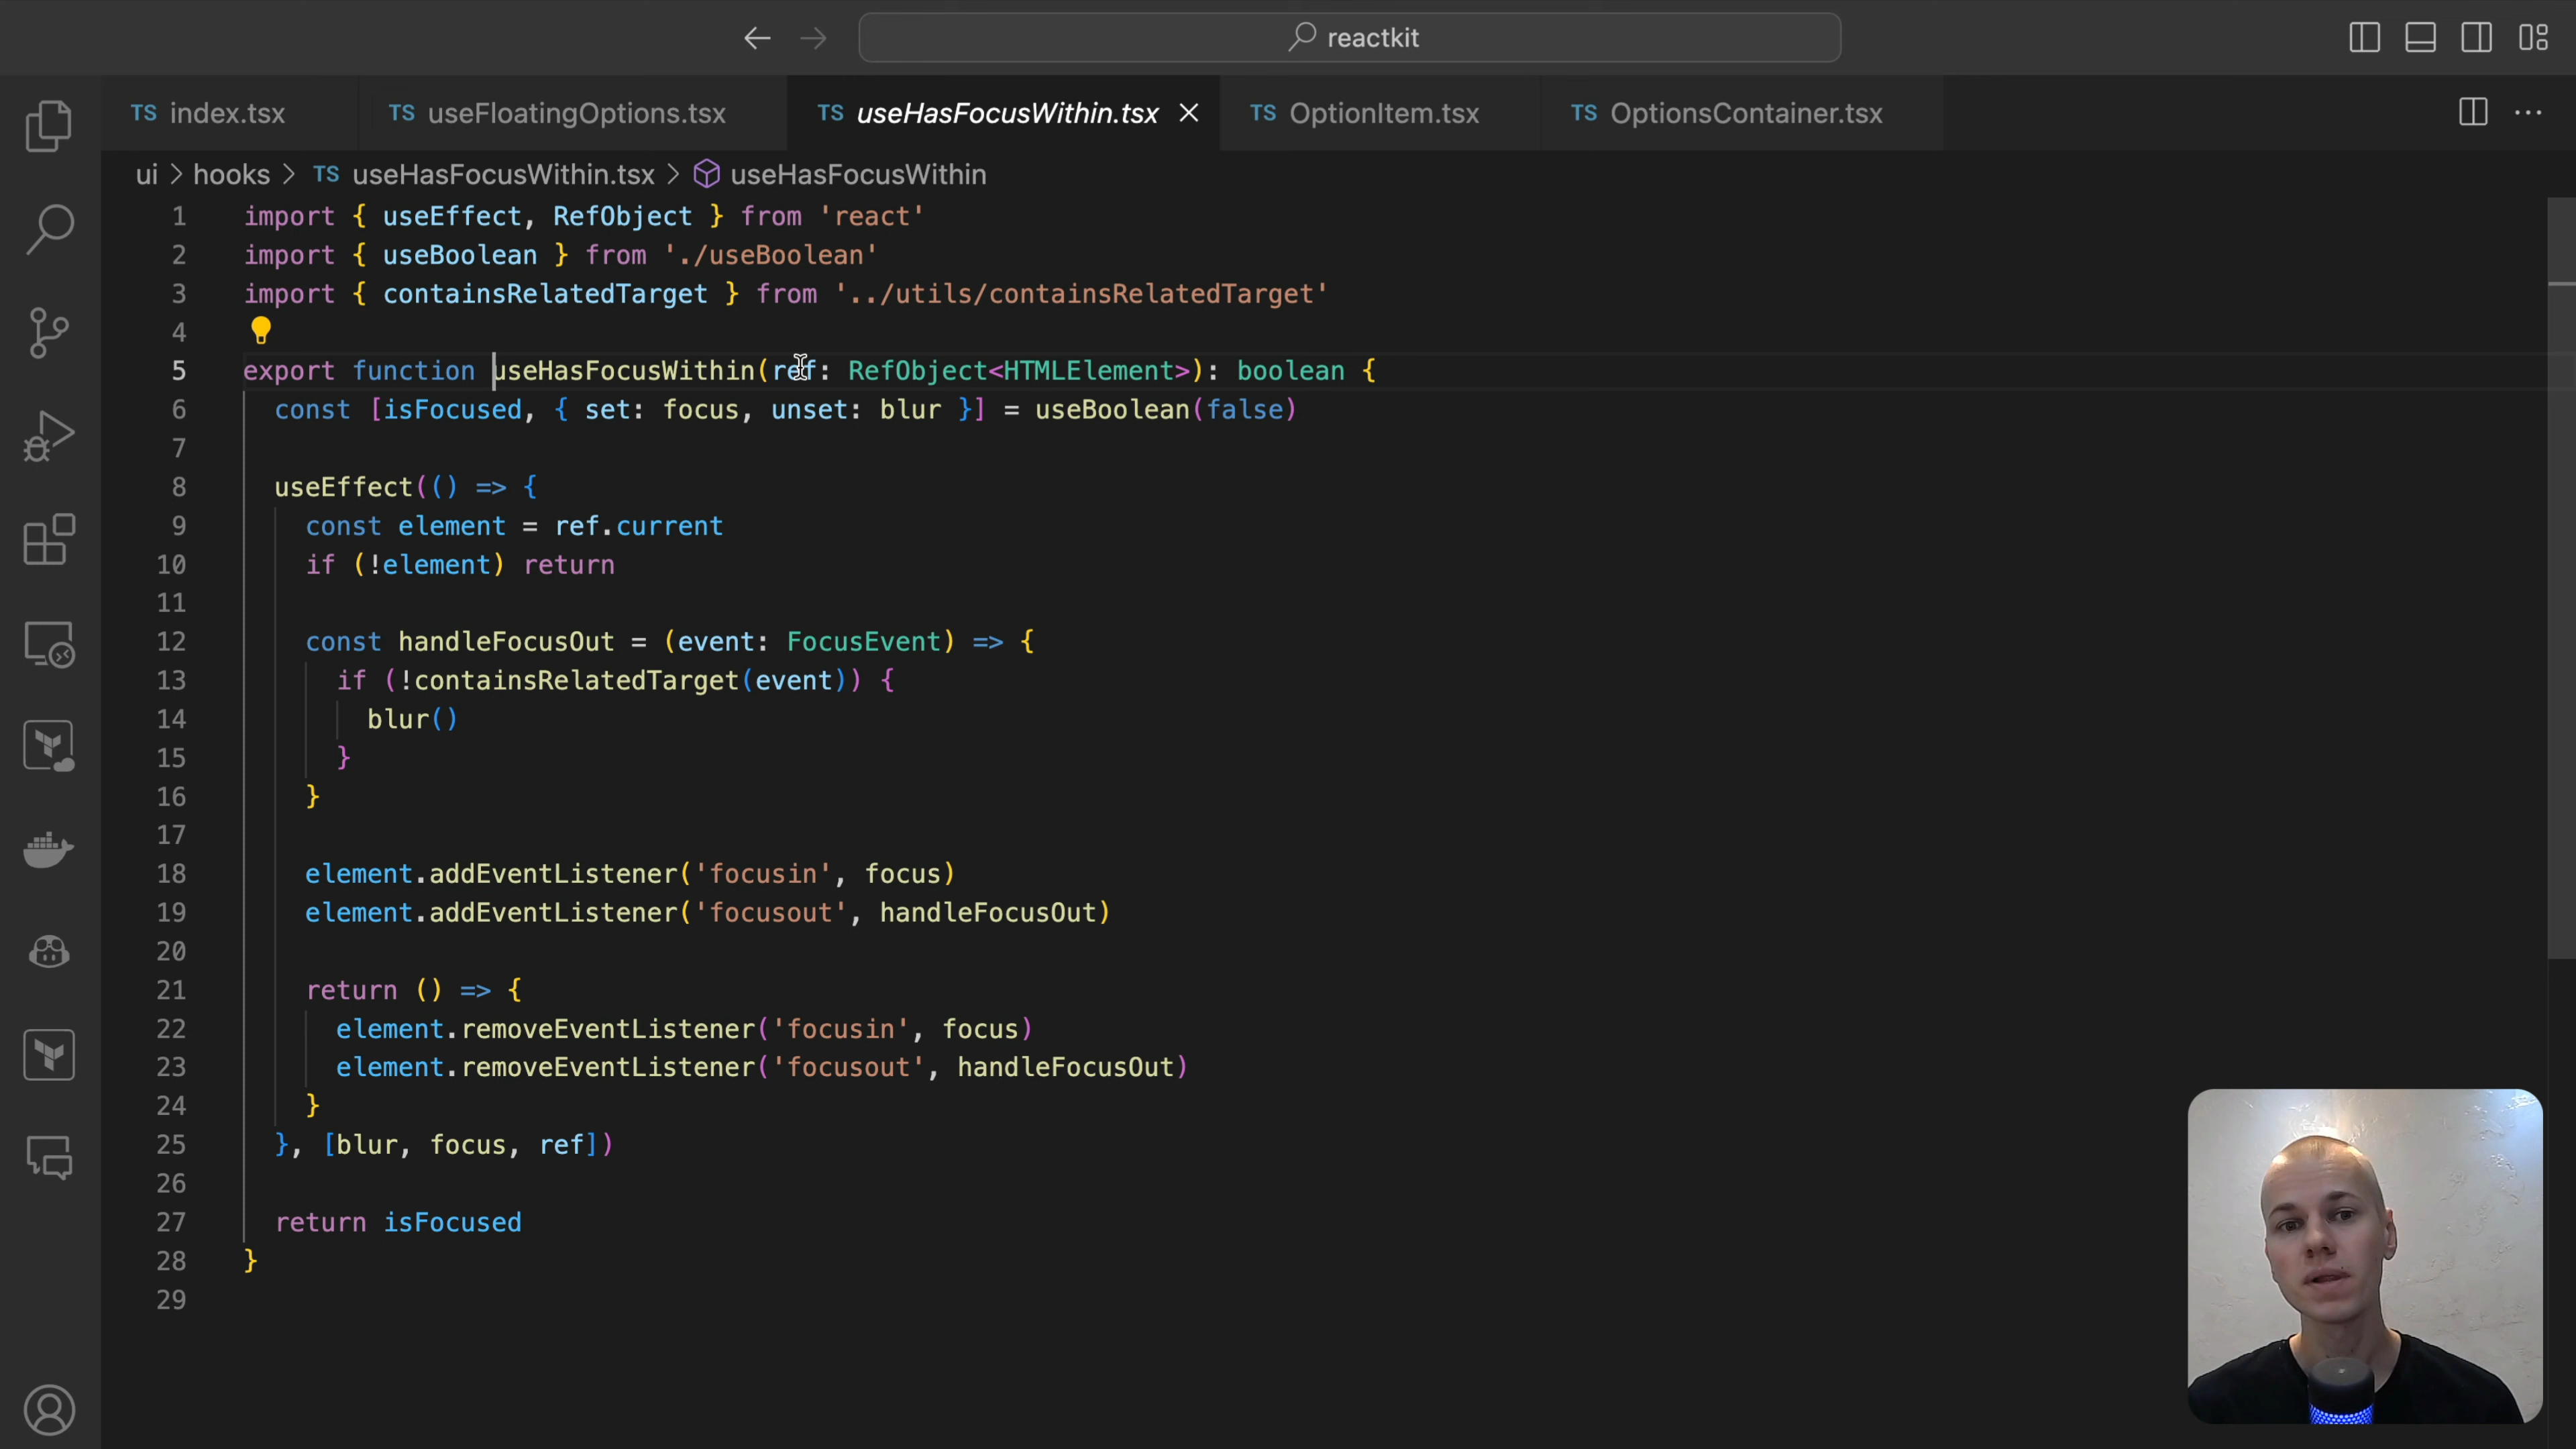 reactkit
TS index.tsx TS useFloatingOptions.tsx TS useHasFocusWithin.tsx TS OptionItem.tsx TS OptionsContainer.tsx
ui > hooks > TS useHasFocusWithin.tsx > useHasFocusWithin
1 import { useEffect, RefObject } from 'react'
2 import { useBoolean } from './useBoolean'
3 import { containsRelatedTarget } from '../utils/containsRelatedTarget'
4
5 export function useHasFocusWithin(ref: RefObject<HTMLElement>): boolean {
6 const [isFocused, { set: focus, unset: blur }] = useBoolean(false)
7
8 useEffect(() => {
9 const element = ref.current
10 if (!element) return
11
12 const handleFocusOut = (event: FocusEvent) => {
13 if (!containsRelatedTarget(event)) {
14 blur()
15 }
16 }
17
18 element.addEventListener('focusin', focus)
19 element.addEventListener('focusout', handleFocusOut)
20
21 return () => {
22 element.removeEventListener('focusin', focus)
23 element.removeEventListener('focusout', handleFocusOut)
24 }
25 }, [blur, focus, ref])
26
27 return isFocused
28 }
29